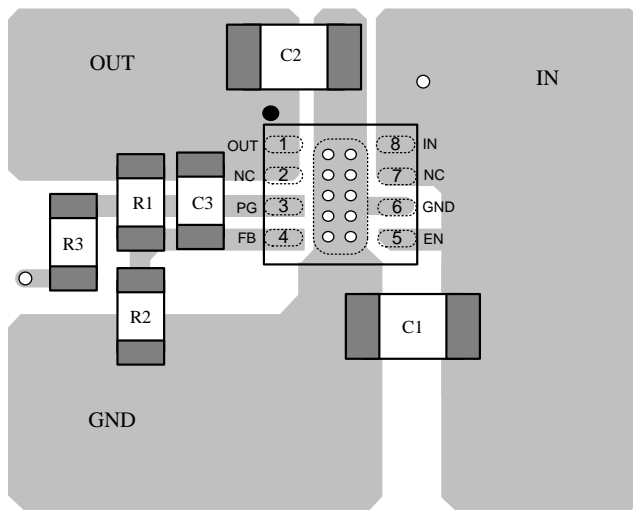 OUT
C2
IN
OUT 1 8 IN
NC 2 7 NC
PG 3 6 GND
FB 4 5 EN
R1
C3
R3
R2
C1
GND